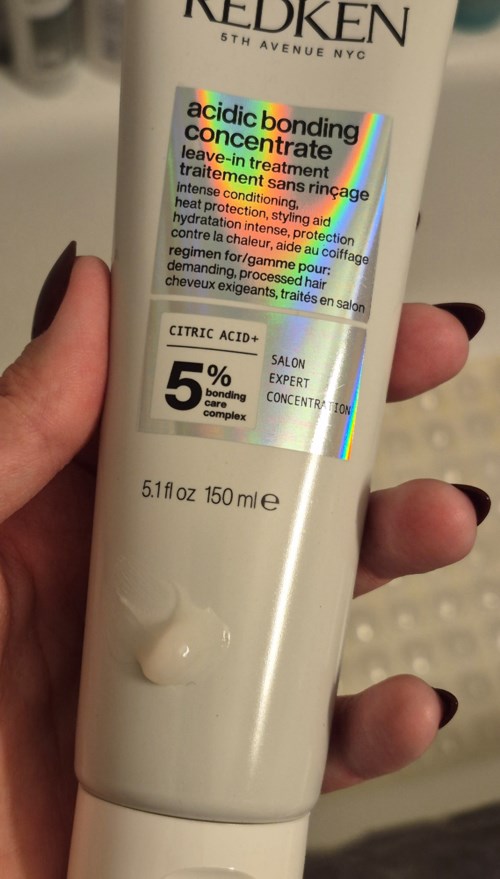 REDKEN
5TH AVENUE NYC
acidic bonding
concentrate
leave-in treatment
traitement sans rinçage
intense conditioning,
heat protection, styling aid
hydratation intense, protection
contre la chaleur, aide au coiffage
regimen for/gamme pour:
demanding, processed hair
cheveux exigeants, traités en salon
CITRIC ACID+
5%
bonding
care
complex
SALON
EXPERT
CONCENTRATION
5.1 fl oz 150 ml ℮